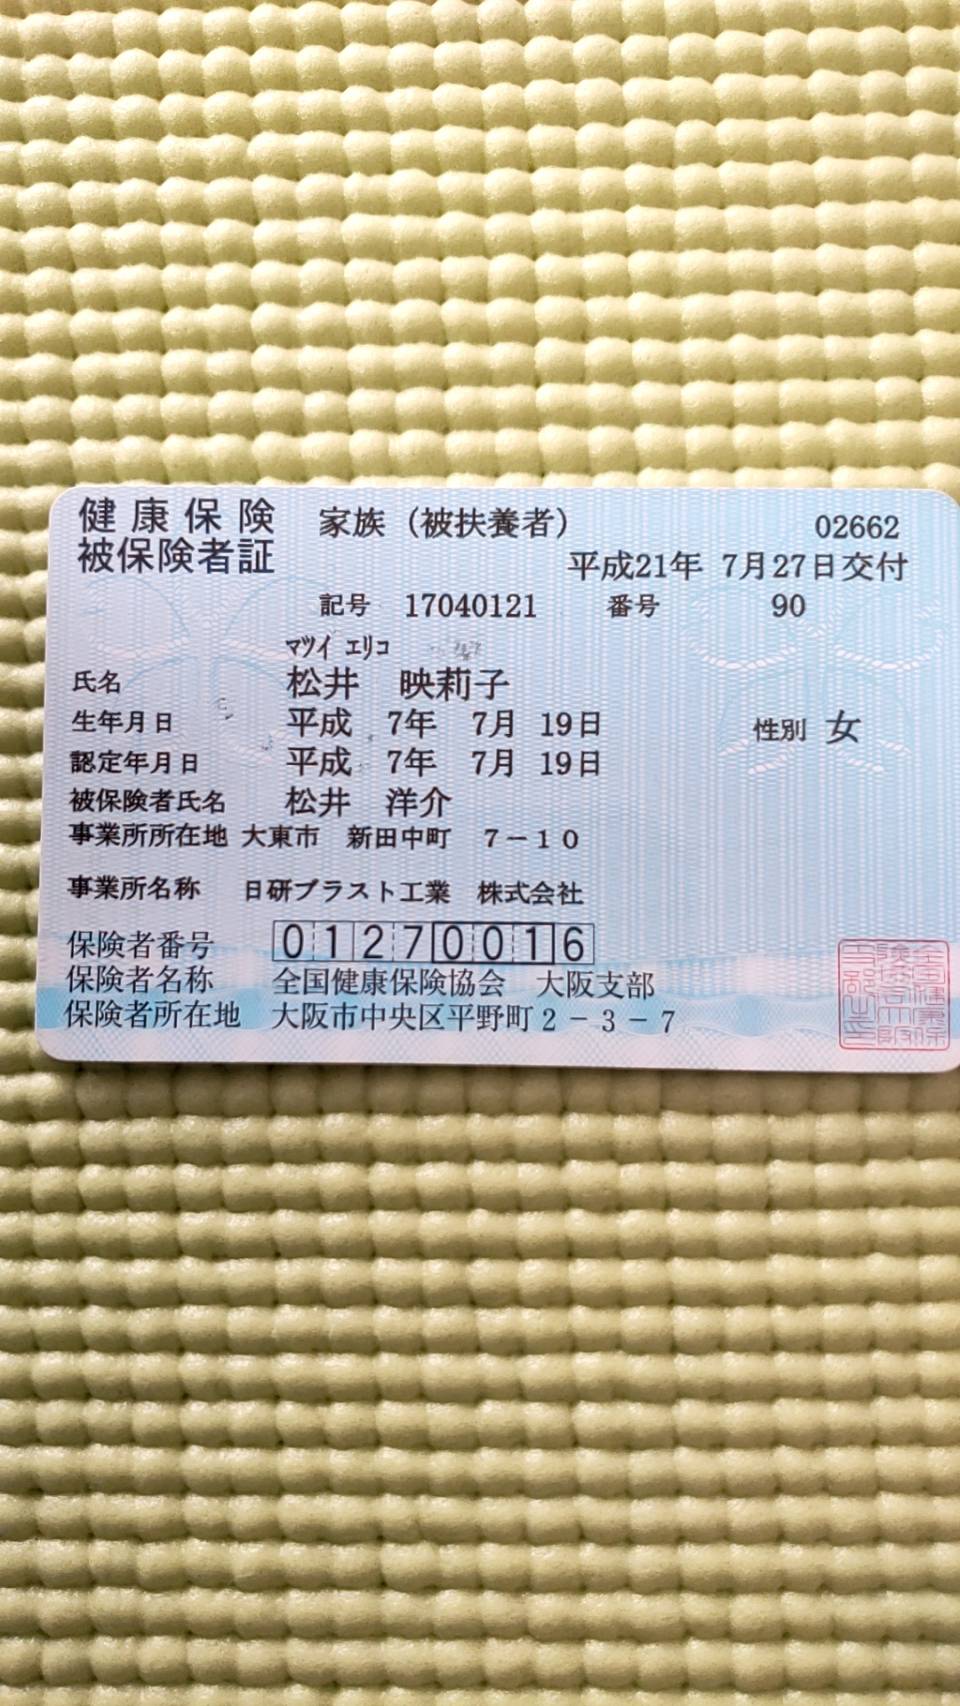 健康保険 家族（被扶養者） 02662
被保険者証 平成21年 7月27日交付
記号 17040121 番号 90
ﾏﾂｲ ｴﾘｺ
氏名 松井 映莉子
生年月日 平成 7年 7月 19日 性別 女
認定年月日 平成 7年 7月 19日
被保険者氏名 松井 洋介
事業所所在地 大東市 新田中町 7-10
事業所名称 日研プラスト工業 株式会社
保険者番号 01270016
保険者名称 全国健康保険協会 大阪支部
保険者所在地 大阪市中央区平野町2-3-7